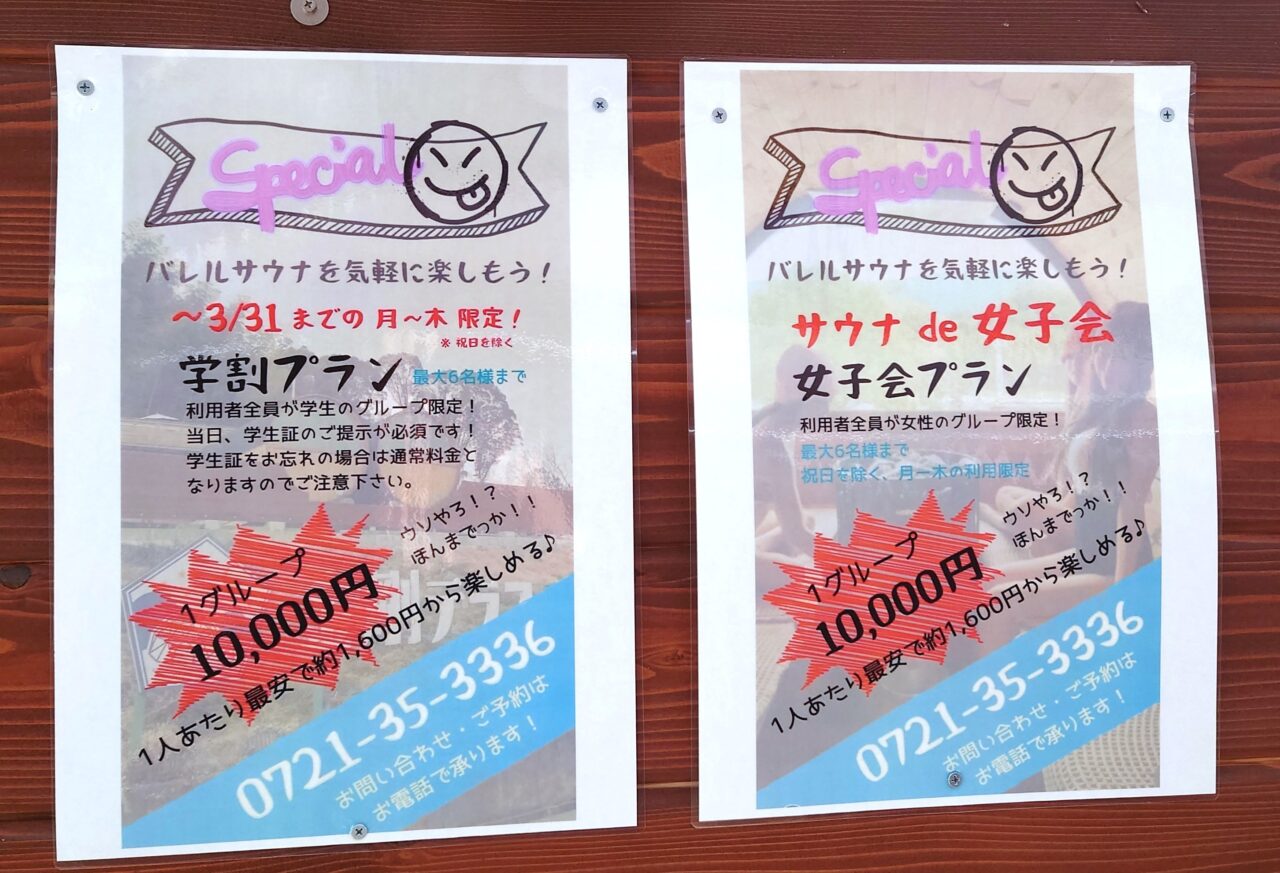 Special
バレルサウナを気軽に楽しもう！
～3/31 までの 月～木 限定！
※ 祝日を除く
学割プラン 最大6名様まで
利用者全員が学生のグループ限定！
当日、学生証のご提示が必須です！
学生証をお忘れの場合は通常料金と
なりますのでご注意下さい。
ウソやろ！？
ほんまでっか！！
1グループ
10,000円
1人あたり最安で約1,600円から楽しめる♪
0721-35-3336
お問い合わせ・ご予約は
お電話で承ります！
Special
バレルサウナを気軽に楽しもう！
サウナ de 女子会
女子会プラン
利用者全員が女性のグループ限定！
最大6名様まで
祝日を除く、月ー木の利用限定
ウソやろ！？
ほんまでっか！！
1グループ
10,000円
1人あたり最安で約1,600円から楽しめる♪
0721-35-3336
お問い合わせ・ご予約は
お電話で承ります！